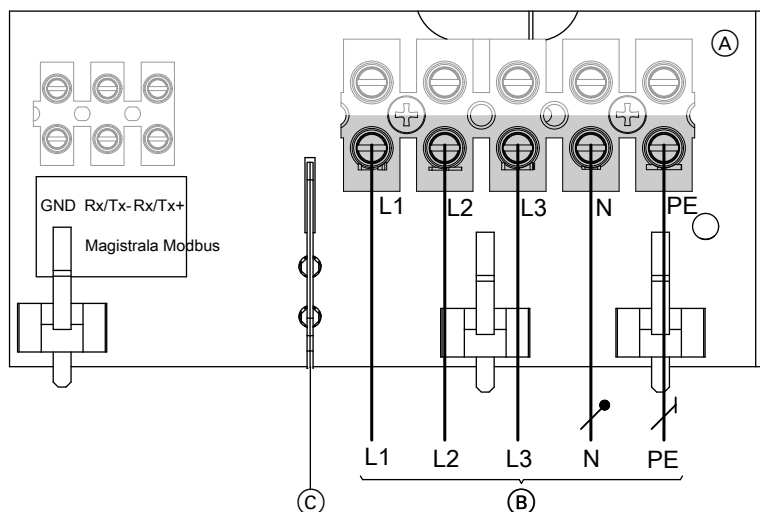 A
L1 L2 L3 N PE
GND Rx/Tx- Rx/Tx+
Magistrala Modbus
L1 L2 L3 N PE
C B